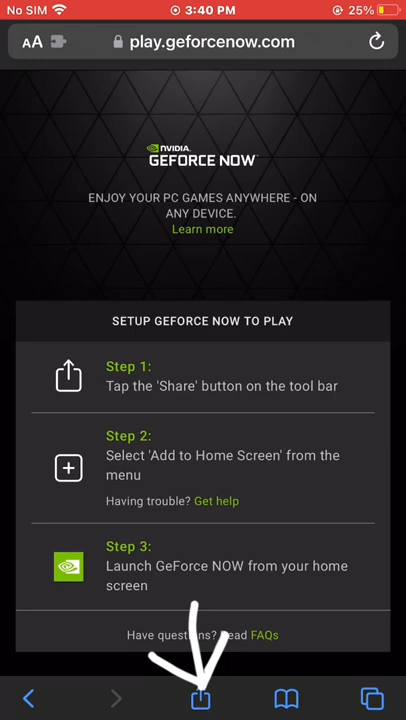 No SIM 3:40 PM 25%
AA play.geforcenow.com
NVIDIA.
GEFORCE NOW
ENJOY YOUR PC GAMES ANYWHERE - ON
ANY DEVICE.
Learn more
SETUP GEFORCE NOW TO PLAY
Step 1:
Tap the 'Share' button on the tool bar
Step 2:
Select 'Add to Home Screen' from the
menu
Having trouble? Get help
Step 3:
Launch GeForce NOW from your home
screen
Have questions? Read FAQs